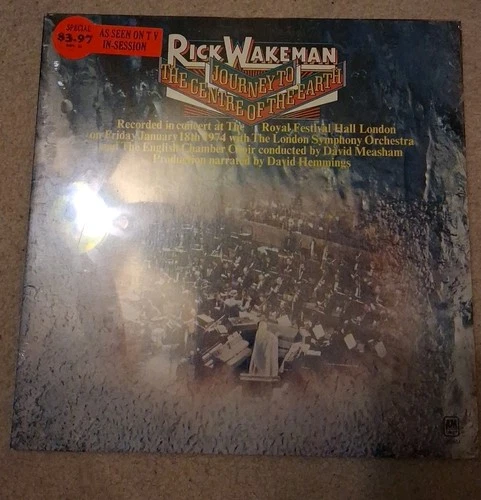 SPECIAL
83-97
AS SEEN ON T V
IN-SESSION
RICK WAKEMAN
JOURNEY TO
THE CENTRE OF THE EARTH
Recorded in concert at The Royal Festival Hall London
on Friday January 18th 1974 with The London Symphony Orchestra
and The English Chamber Choir conducted by David Measham
Production narrated by David Hemmings
A&M